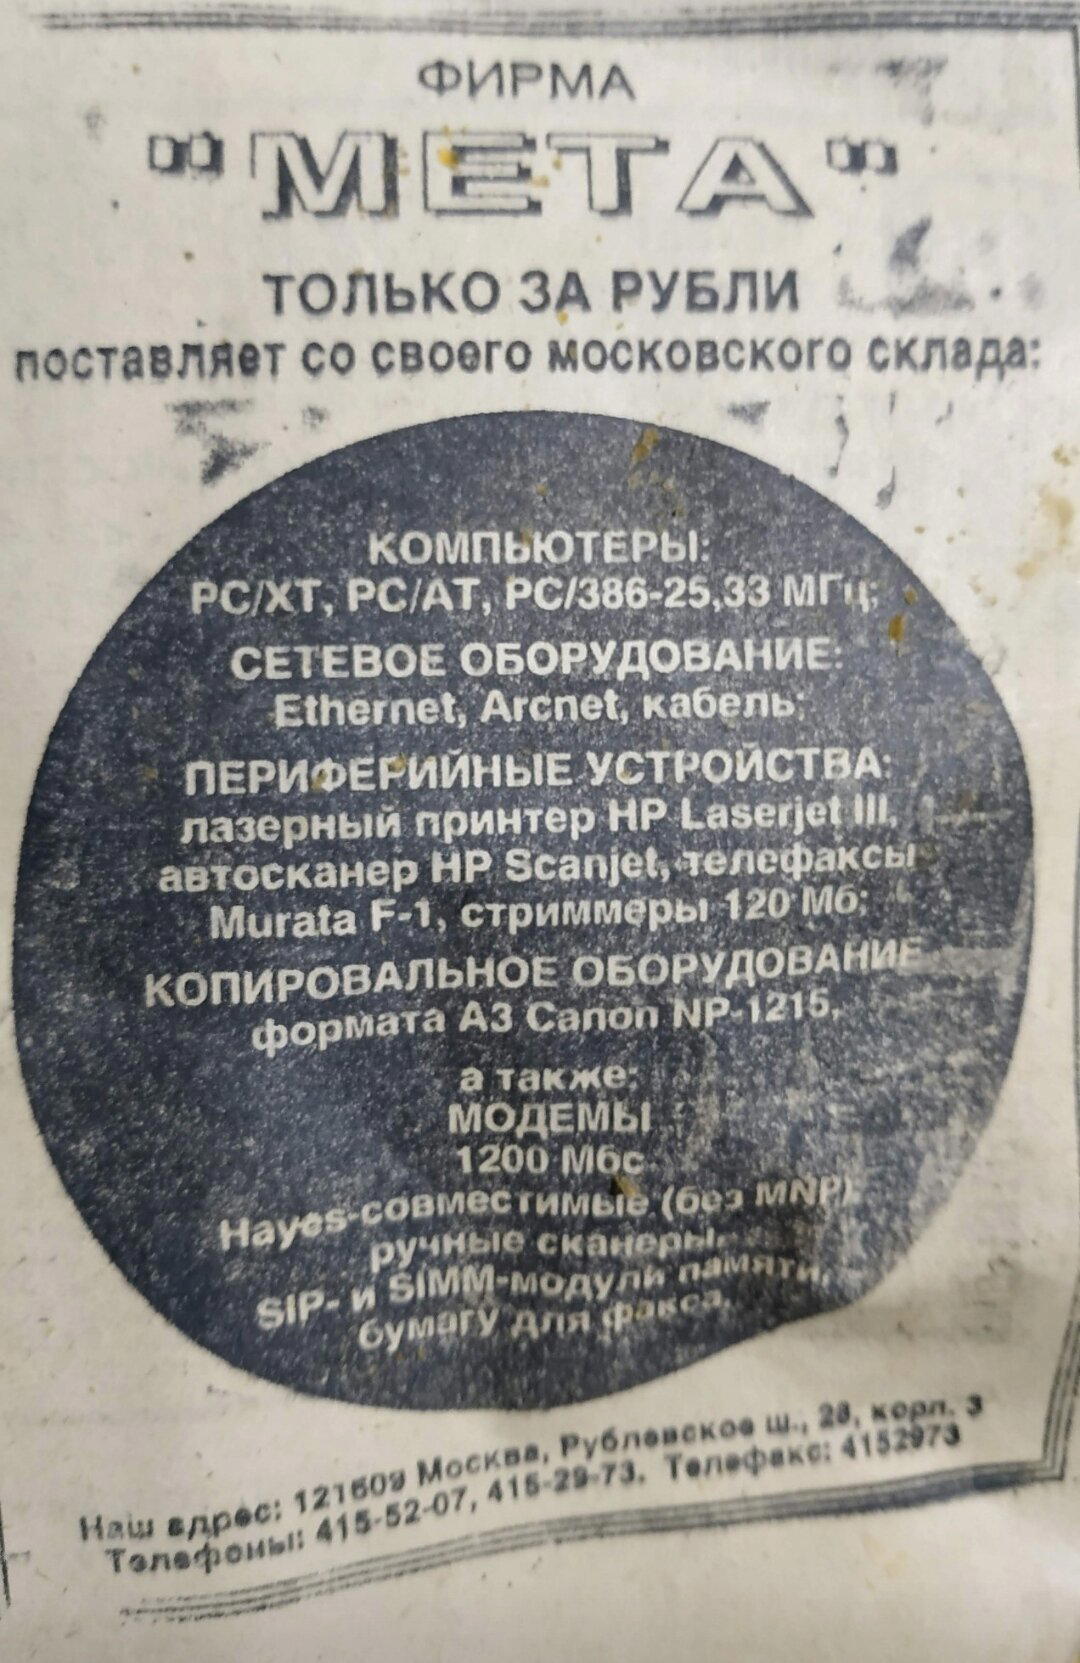 ФИРМА
"МЕТА"
ТОЛЬКО ЗА РУБЛИ
поставляет со своего московского склада:
КОМПЬЮТЕРЫ:
PC/XT, PC/AT, PC/386-25,33 МГц;
СЕТЕВОЕ ОБОРУДОВАНИЕ:
Ethernet, Arcnet, кабель;
ПЕРИФЕРИЙНЫЕ УСТРОЙСТВА:
лазерный принтер HP Laserjet III,
автосканер HP Scanjet, телефаксы
Murata F-1, стриммеры 120 Мб;
КОПИРОВАЛЬНОЕ ОБОРУДОВАНИЕ
формата А3 Canon NP-1215,
а также:
МОДЕМЫ
1200 Мбс
Hayes-совместимые (без MNP)
ручные сканеры,
SIP- и SIMM-модули памяти,
бумагу для факса.
Наш адрес: 121609 Москва, Рублевское ш., 28, корп. 3
Телефоны: 415-52-07, 415-29-73. Телефакс: 4152973